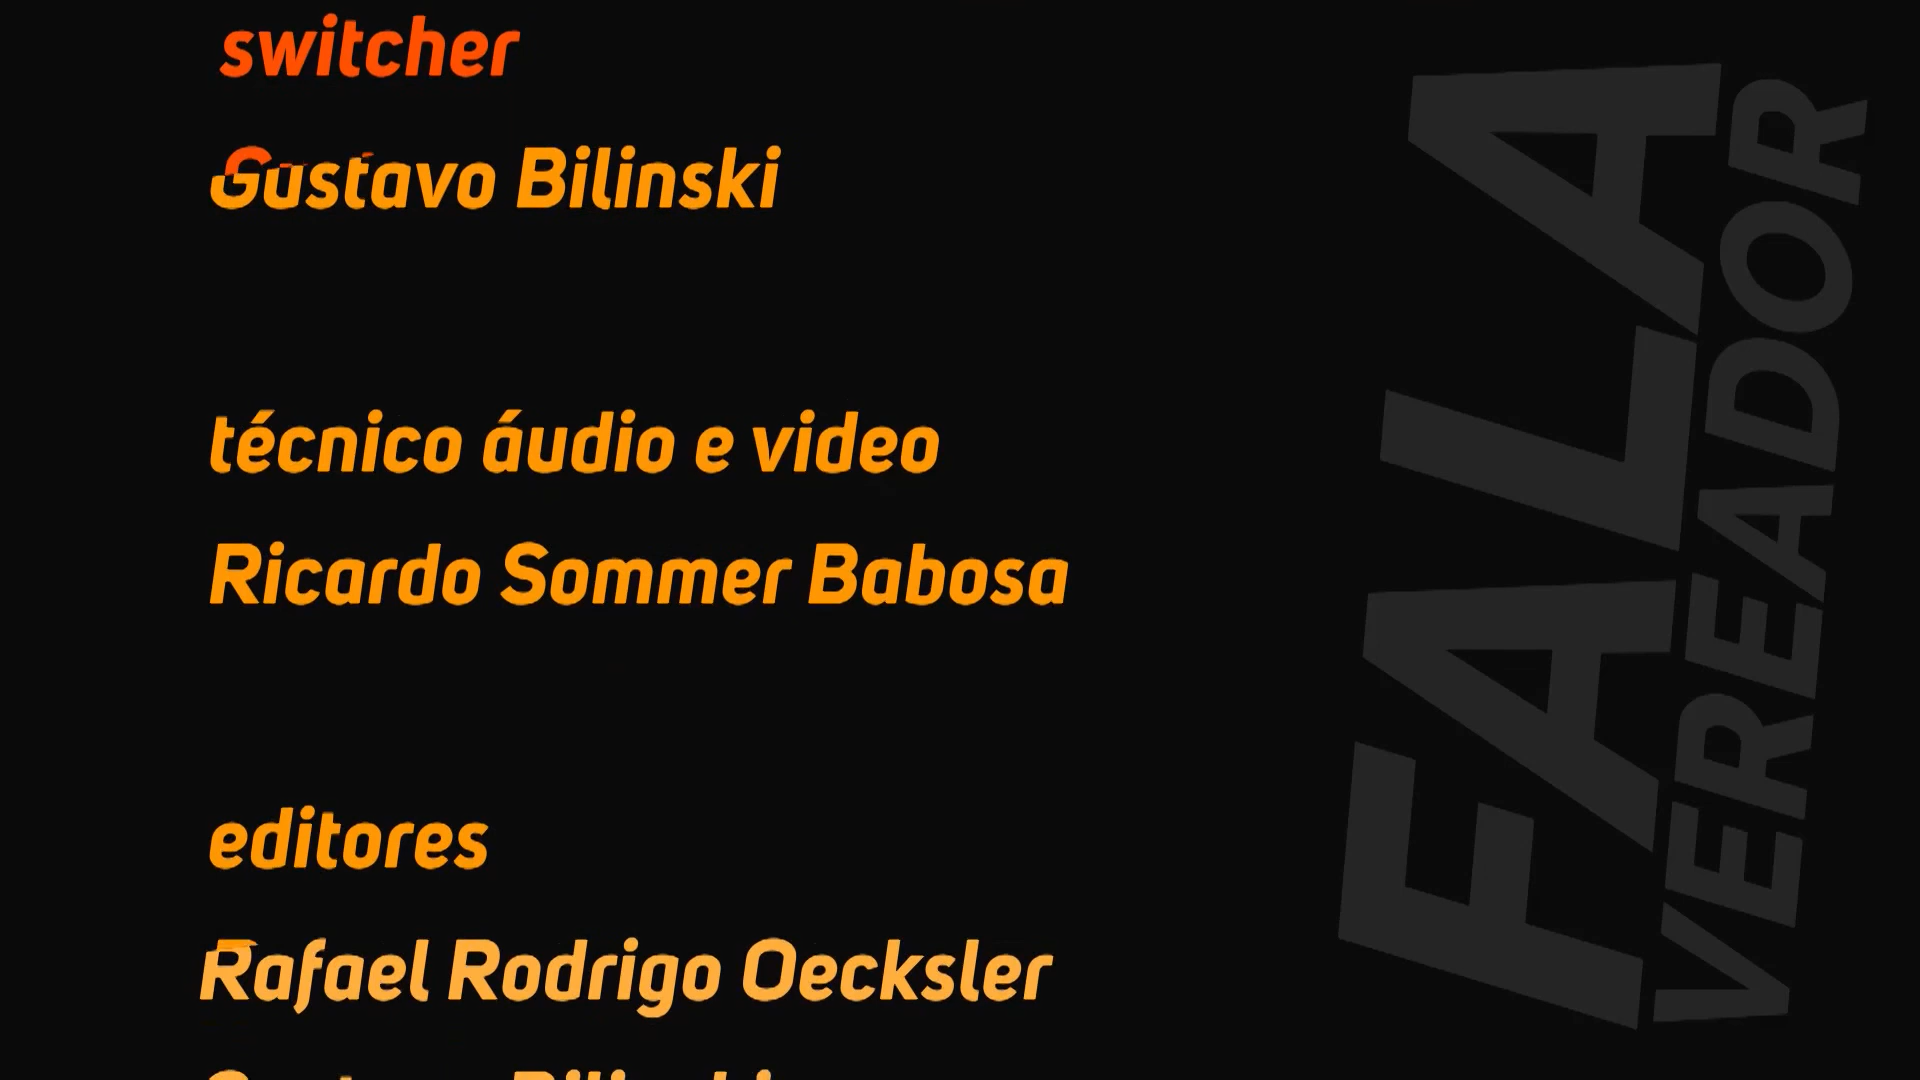 switcher
Gustavo Bilinski
técnico áudio e video
Ricardo Sommer Babosa
editores
Rafael Rodrigo Oecksler
FALA
VEREADOR